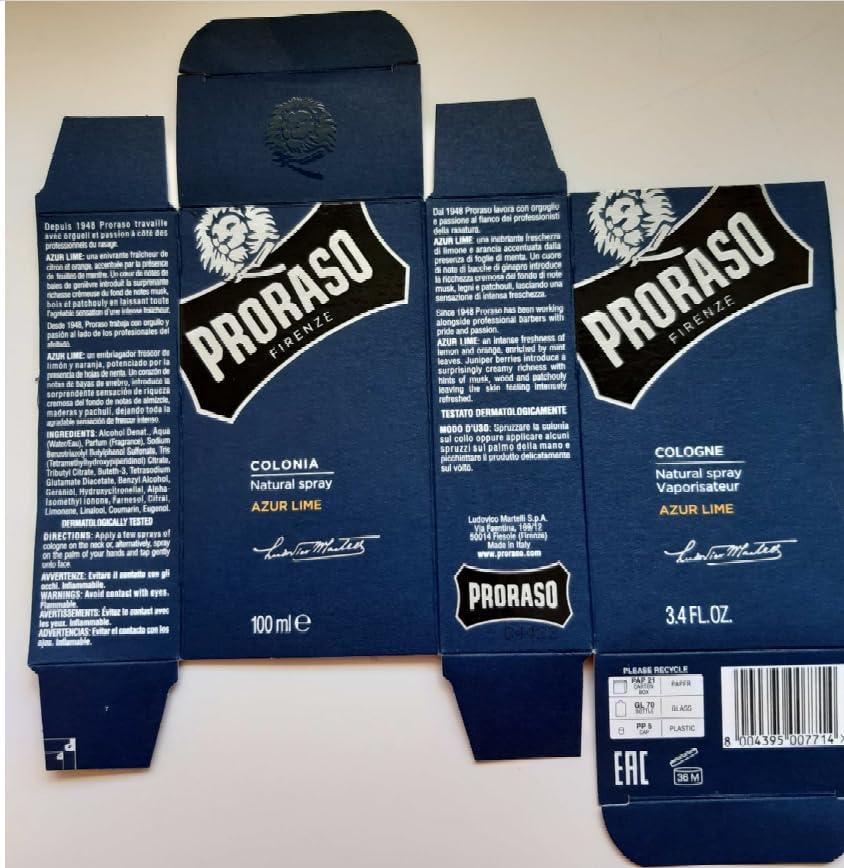 Depuis 1948 Proraso travaille
avec orgueil et passion à côté des
professionnels du rasage.
AZUR LIME: una enivrante fraîcheur de
citron et orange, accentuée par la présence
de feuilles de menthe. Un cœur de notes de
baies de genièvre introduit la surprenante
richesse crémeuse du fond de notes musk,
bois et patchouly en laissant toute
l'agréable sensation d'une intense fraîcheur.
Desde 1948, Proraso trabaja con orgullo y
pasión al lado de los profesionales del
afeitado.
AZUR LIME: un embriagador frescor de
limón y naranja, potenciado por la
presencia de hojas de menta. Un corazón de
notas de bayas de enebro, introduce la
sorprendente sensación de riqueza
cremosa del fondo de notas de almizcle,
maderas y pachulí, dejando toda la
agradable sensación de frescor intenso.
INGREDIENTS: Alcohol Denat., Aqua
(Water/Eau), Parfum (Fragrance), Sodium
Benzotriazolyl Butylphenol Sulfonate, Tris
(Tetramethylhydroxypiperidinol) Citrate,
Tributyl Citrate, Buteth-3, Tetrasodium
Glutamate Diacetate, Benzyl Alcohol,
Geraniol, Hydroxycitronellal, Alpha-
Isomethyl Ionone, Farnesol, Citral,
Limonene, Linalool, Coumarin, Eugenol.
DERMATOLOGICALLY TESTED
DIRECTIONS: Apply a few sprays of
cologne on the neck or, alternatively, spray
on the palm of your hands and tap gently
onto face.
AVVERTENZE: Evitare il contatto con gli
occhi. Infiammabile.
WARNINGS: Avoid contact with eyes.
Flammable.
AVERTISSEMENTS: Évitez le contact avec
les yeux. Inflammable.
ADVERTENCIAS: Evitar el contacto con los
ojos. Inflamable.
PRORASO
FIRENZE
COLONIA
Natural spray
AZUR LIME
Ludovico Martelli
100 ml e
Dal 1948 Proraso lavora con orgoglio
e passione al fianco dei professionisti
della rasatura.
AZUR LIME: una inebriante freschezza
di limone e arancia accentuata dalla
presenza di foglie di menta. Un cuore
di note di bacche di ginepro introduce
la ricchezza cremosa del fondo di note
musk, legni e patchouli, lasciando una
sensazione di intensa freschezza.
Since 1948 Proraso has been working
alongside professional barbers with
pride and passion.
AZUR LIME: an intense freshness of
lemon and orange, enriched by mint
leaves. Juniper berries introduce a
surprisingly creamy richness with
hints of musk, wood and patchouly
leaving the skin feeling intensely
refreshed.
TESTATO DERMATOLOGICAMENTE
MODO D'USO: Spruzzare la colonia
sul collo oppure applicare alcuni
spruzzi sul palmo della mano e
picchiettare il prodotto delicatamente
sul volto.
Ludovico Martelli S.p.A.
Via Faentina, 169/12
50014 Fiesole (Firenze)
Made in Italy
www.proraso.com
PRORASO
PRORASO
FIRENZE
COLOGNE
Natural spray
Vaporisateur
AZUR LIME
Ludovico Martelli
3.4 FL.OZ.
PLEASE RECYCLE
PAP 21 CARTON BOX PAPER
GL 70 BOTTLE GLASS
PP 5 CAP PLASTIC
8 004395 007714 >
EAC
36 M